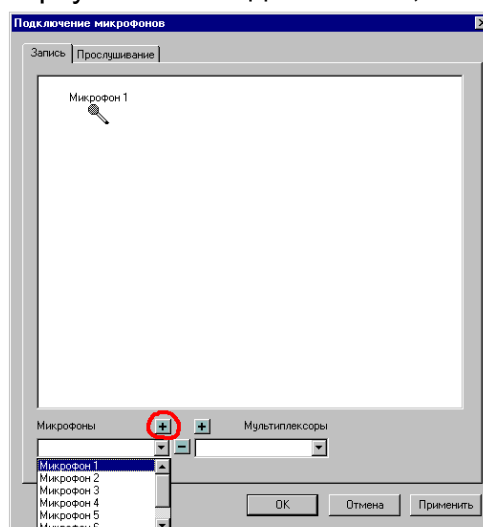 Подключение микрофонов
Запись Прослушивание
Микрофон 1
Микрофоны Мультиплексоры
Микрофон 1
Микрофон 2
Микрофон 3
Микрофон 4
Микрофон 5
OK Отмена Применить